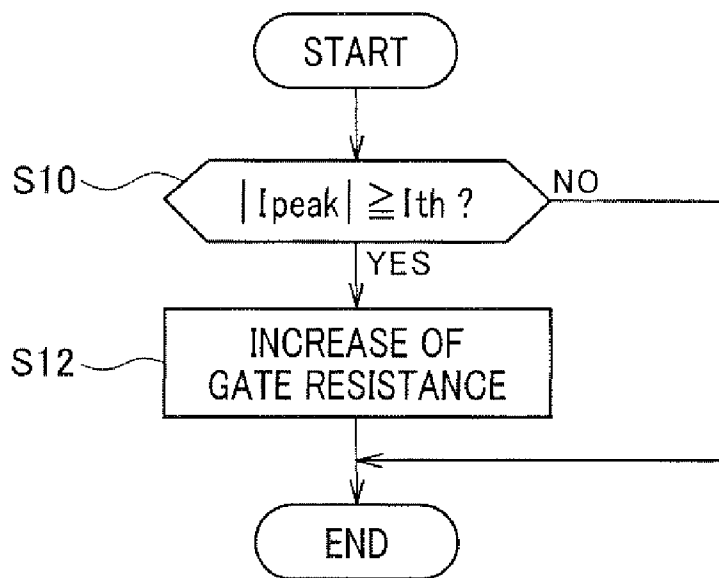 START
S10
|Ipeak| ≧ Ith ?
NO
YES
S12
INCREASE OF
GATE RESISTANCE
END